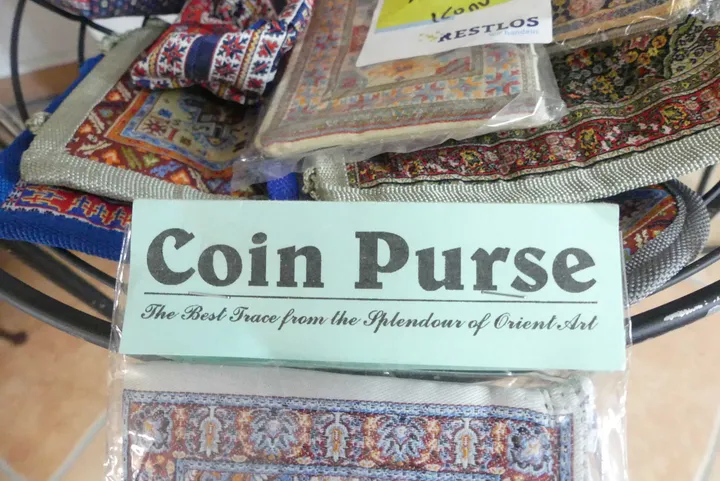 RESTLOS
Coin Purse
The Best Trace from the Splendour of Orient Art